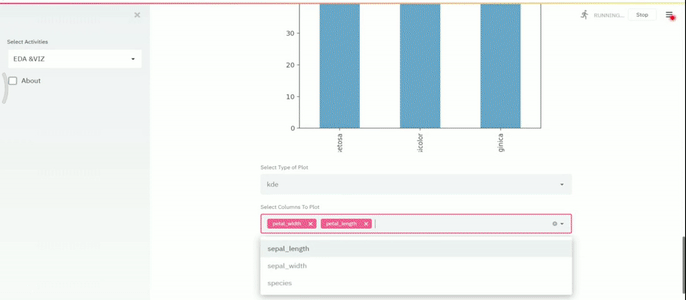 RUNNING...
Stop
Select Activities
EDA &VIZ
About
30
20
10
0
etosa
icolor
ginica
Select Type of Plot
kde
Select Columns To Plot
petal_width
petal_length
sepal_length
sepal_width
species